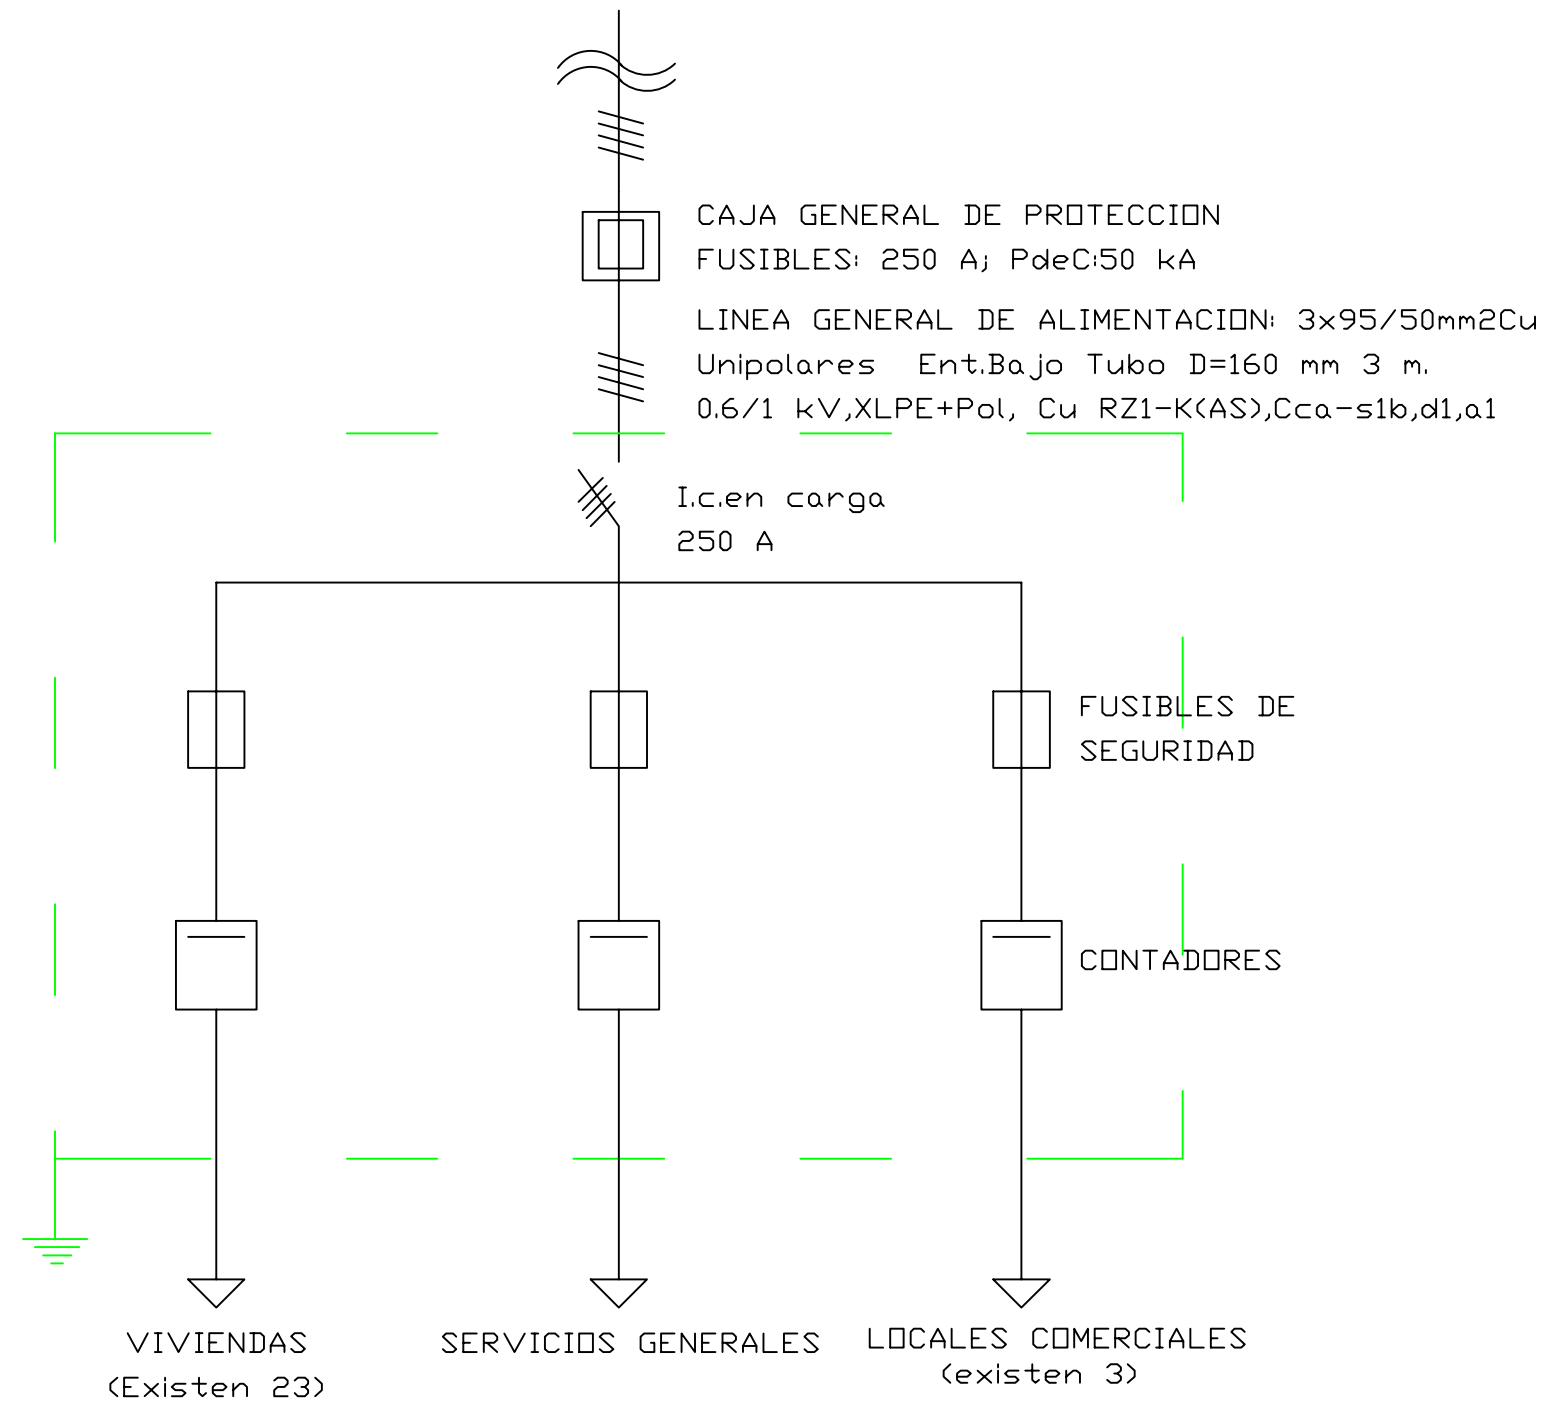 CAJA GENERAL DE PROTECCION
FUSIBLES: 250 A; PdeC:50 kA
LINEA GENERAL DE ALIMENTACION: 3x95/50mm2Cu
Unipolares Ent.Bajo Tubo D=160 mm 3 m.
0.6/1 kV,XLPE+Pol, Cu RZ1-K(AS),Cca-s1b,d1,a1
I.c.en carga
250 A
FUSIBLES DE
SEGURIDAD
CONTADORES
VIVIENDAS
(Existen 23)
SERVICIOS GENERALES
LOCALES COMERCIALES
(existen 3)